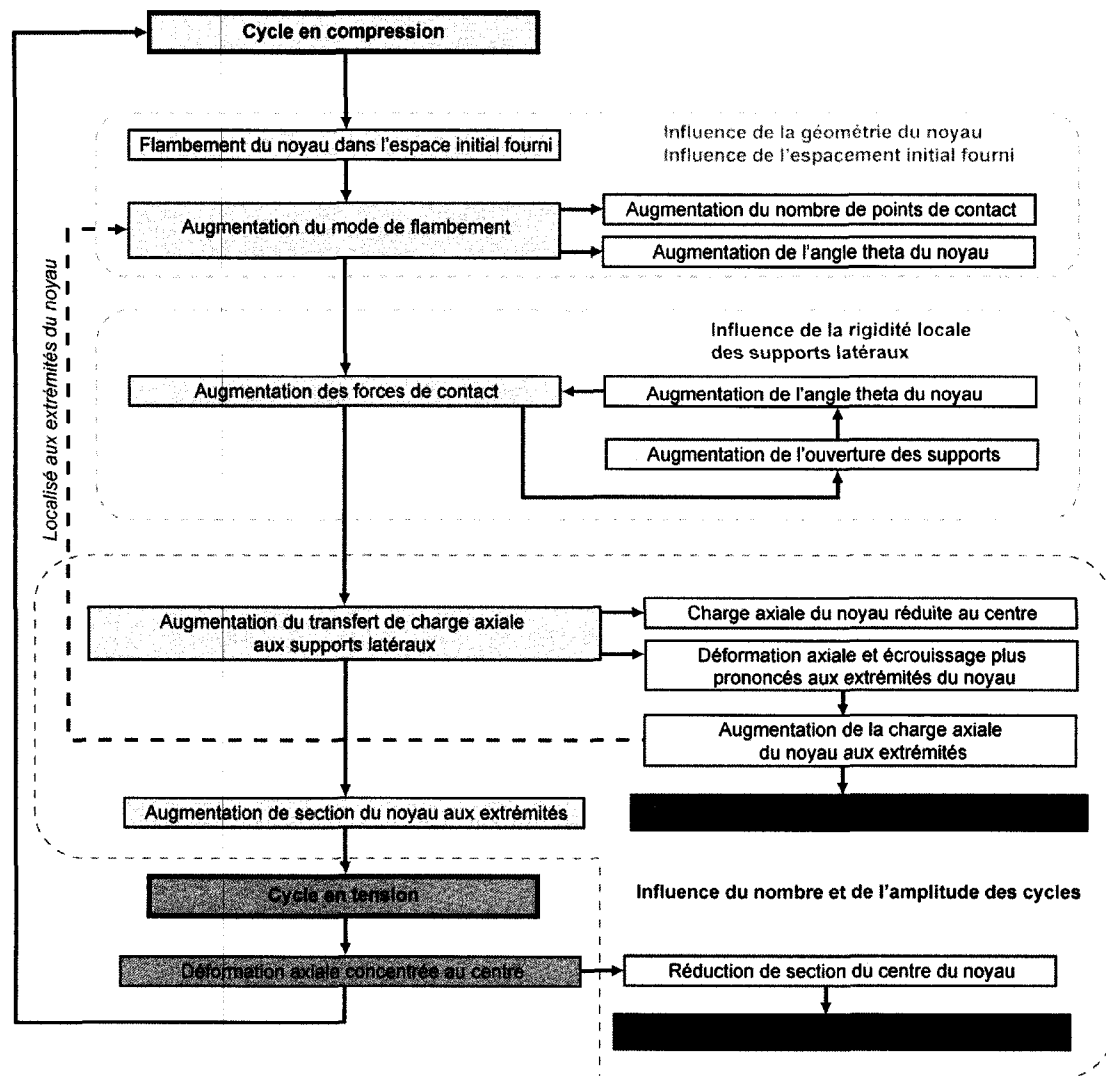 Cycle en compression
Flambement du noyau dans l'espace initial fourni
Influence de la géométrie du noyau
Influence de l'espacement initial fourni
Augmentation du mode de flambement
Augmentation du nombre de points de contact
Augmentation de l'angle theta du noyau
Localisé aux extrémités du noyau
Influence de la rigidité locale
des supports latéraux
Augmentation des forces de contact
Augmentation de l'angle theta du noyau
Augmentation de l'ouverture des supports
Augmentation du transfert de charge axiale
aux supports latéraux
Charge axiale du noyau réduite au centre
Déformation axiale et écrouissage plus
prononcés aux extrémités du noyau
Augmentation de la charge axiale
du noyau aux extrémités
Augmentation de section du noyau aux extrémités
Cycle en tension
Influence du nombre et de l'amplitude des cycles
Déformation axiale concentrée au centre
Réduction de section du centre du noyau